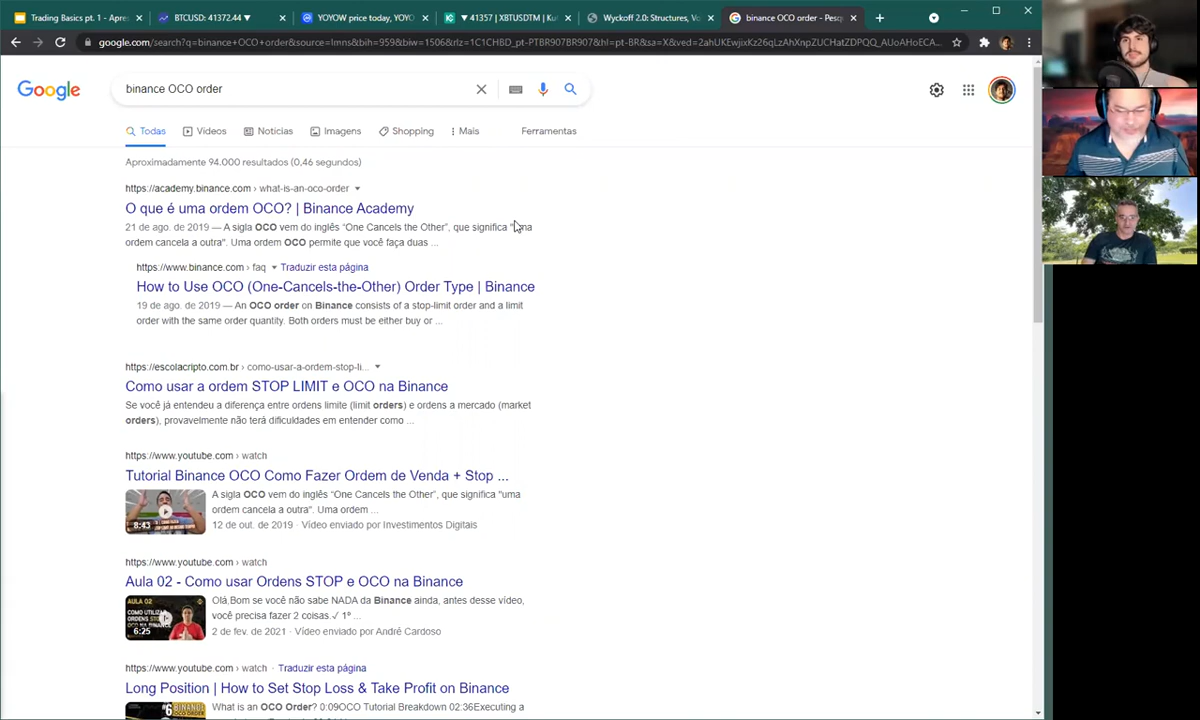 Trading Basics pt. 1 - Apres
BTCUSD: 41372.44 ▼
YOYOW price today, YOYO
▼ 41357 | XBTUSDTM | Ku
Wyckoff 2.0: Structures, Vo
binance OCO order - Pesq
google.com/search?q=binance+OCO+order&source=lmns&bih=959&biw=1506&rlz=1C1CHBD_pt-PTBR907BR907&hl=pt-BR&sa=X&ved=2ahUKEwjixKz26qLzAhXnpZUCHatZDPQQ_AUoAHoECA...
Google
binance OCO order
Todas
Vídeos
Notícias
Imagens
Shopping
Mais
Ferramentas
Aproximadamente 94.000 resultados (0,46 segundos)
https://academy.binance.com › what-is-an-oco-order
O que é uma ordem OCO? | Binance Academy
21 de ago. de 2019 — A sigla OCO vem do inglês “One Cancels the Other”, que significa "uma
ordem cancela a outra". Uma ordem OCO permite que você faça duas ...
https://www.binance.com › faq Traduzir esta página
How to Use OCO (One-Cancels-the-Other) Order Type | Binance
19 de ago. de 2019 — An OCO order on Binance consists of a stop-limit order and a limit
order with the same order quantity. Both orders must be either buy or ...
https://escolacripto.com.br › como-usar-a-ordem-stop-li...
Como usar a ordem STOP LIMIT e OCO na Binance
Se você já entendeu a diferença entre ordens limite (limit orders) e ordens a mercado (market
orders), provavelmente não terá dificuldades em entender como ...
https://www.youtube.com › watch
Tutorial Binance OCO Como Fazer Ordem de Venda + Stop ...
8:43
A sigla OCO vem do inglês “One Cancels the Other”, que significa "uma
ordem cancela a outra". Uma ordem ...
12 de out. de 2019 · Vídeo enviado por Investimentos Digitais
https://www.youtube.com › watch
Aula 02 - Como usar Ordens STOP e OCO na Binance
AULA 02
COMO UTILIZAR
ORDENS STOP
6:25
Olá,Bom se você não sabe NADA da Binance ainda, antes desse vídeo,
você precisa fazer 2 coisas.✓ 1º ...
2 de fev. de 2021 · Vídeo enviado por André Cardoso
https://www.youtube.com › watch · Traduzir esta página
Long Position | How to Set Stop Loss & Take Profit on Binance
#6 BINANCE
What is an OCO Order? 0:09OCO Tutorial Breakdown 02:36Executing a